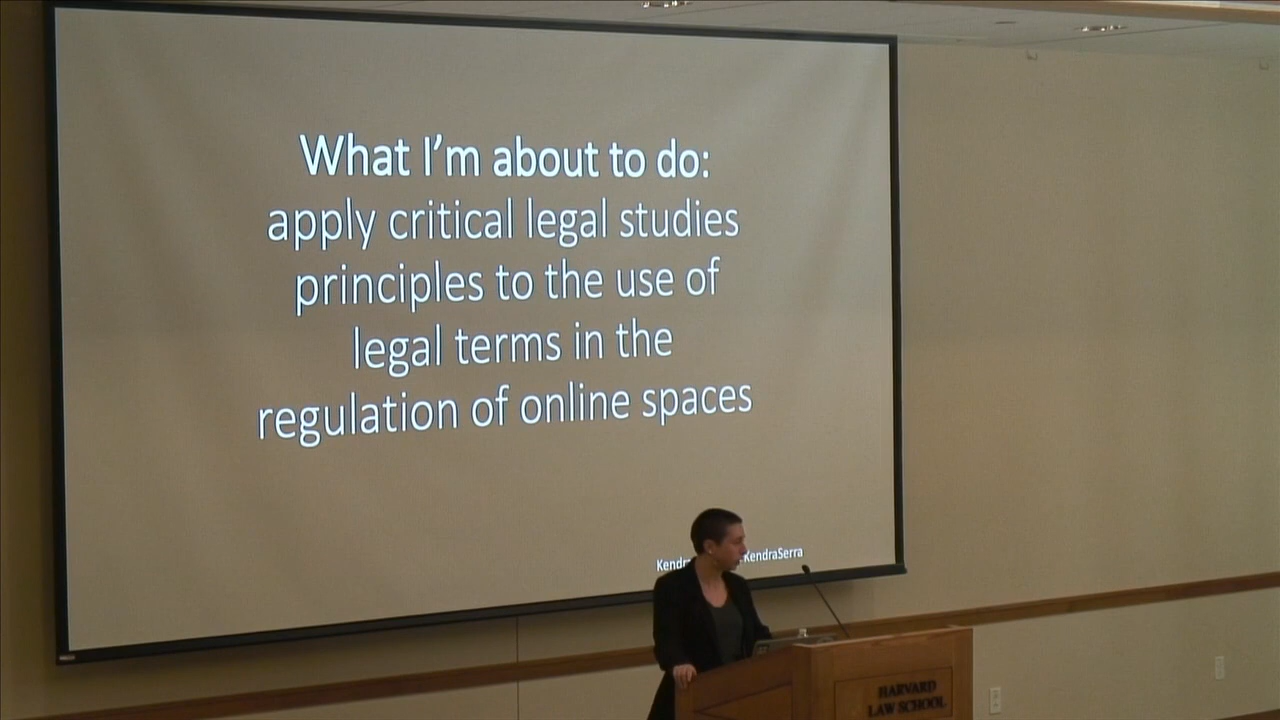 What I'm about to do:
apply critical legal studies
principles to the use of
legal terms in the
regulation of online spaces
KendraSerra
HARVARD
LAW SCHOOL